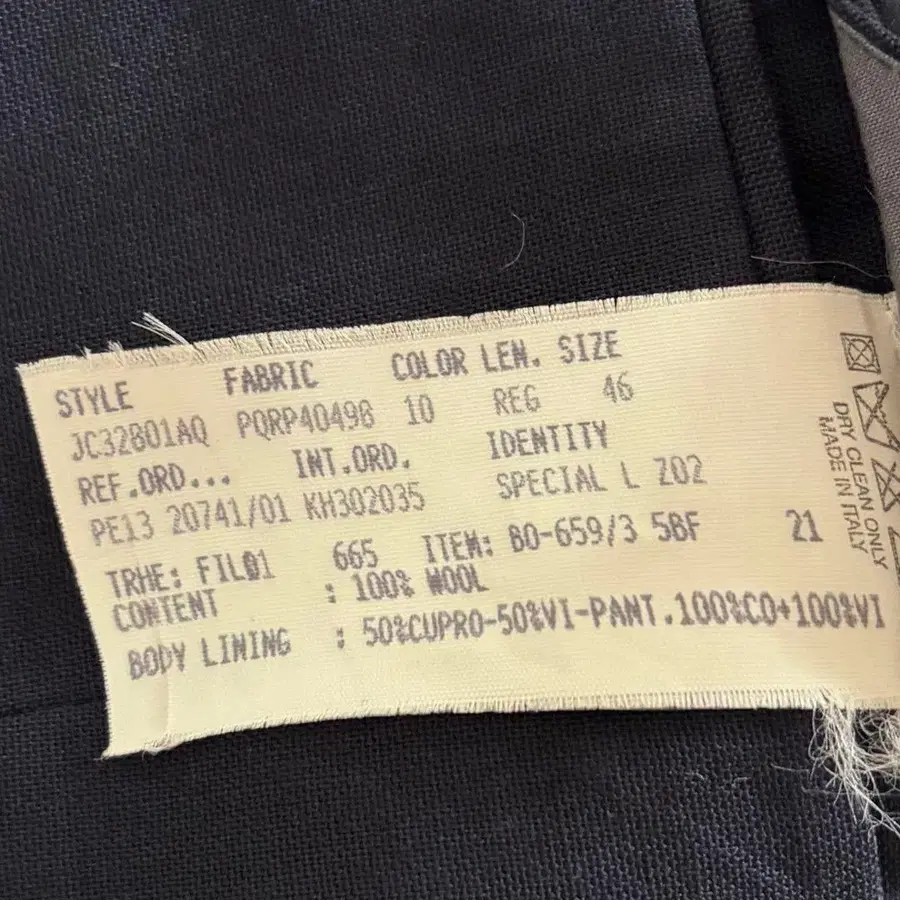 STYLE FABRIC COLOR LEN. SIZE
JC32801AQ PQRP40498 10 REG 46
REF.ORD... INT.ORD. IDENTITY
PE13 20741/01 KH302035 SPECIAL L Z02
TRHE: FIL01 665 ITEM: BO-659/3 5BF 21
CONTENT : 100% WOOL
BODY LINING : 50%CUPRO-50%VI-PANT.100%CO+100%VI
DRY CLEAN ONLY
MADE IN ITALY